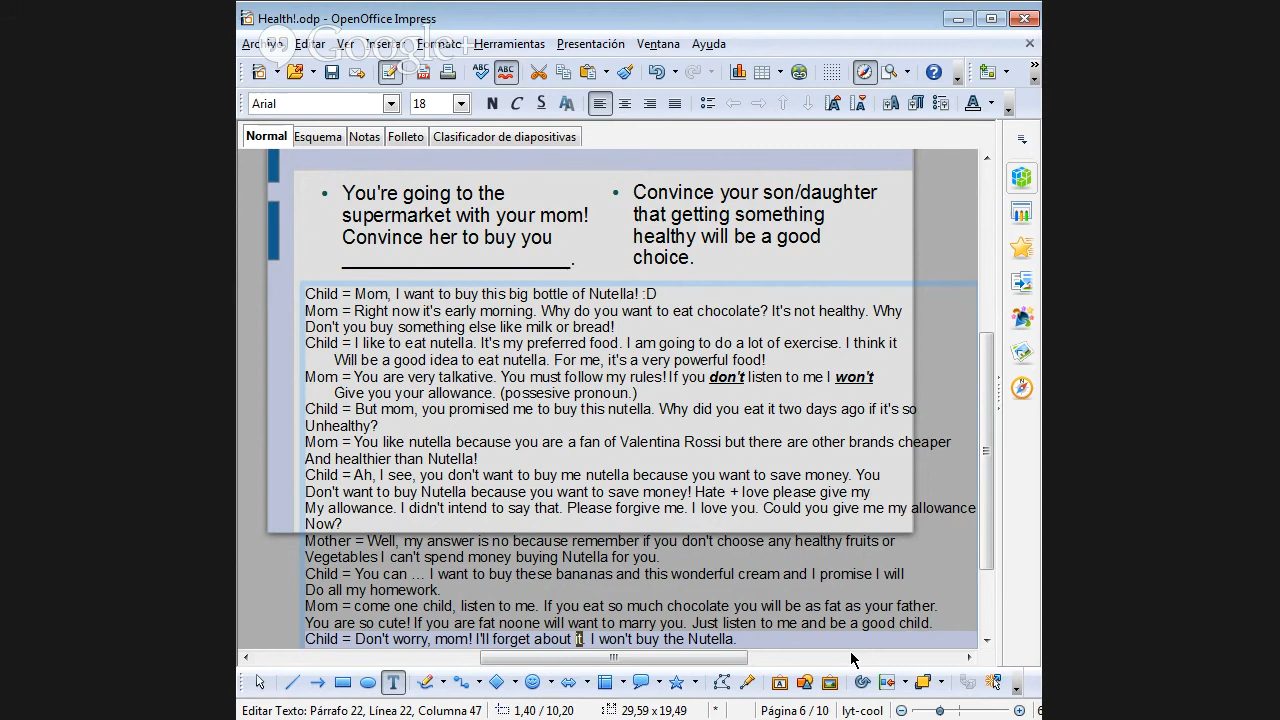 Health!.odp - OpenOffice Impress
Archivo Editar Ver Insertar Formato Herramientas Presentación Ventana Ayuda
Google+
Arial 18 N C S
Normal Esquema Notas Folleto Clasificador de diapositivas
• You're going to the
supermarket with your mom!
Convince her to buy you
_____________________.
• Convince your son/daughter
that getting something
healthy will be a good
choice.
Child = Mom, I want to buy this big bottle of Nutella! :D
Mom = Right now it's early morning. Why do you want to eat chocolate? It's not healthy. Why
Don't you buy something else like milk or bread!
Child = I like to eat nutella. It's my preferred food. I am going to do a lot of exercise. I think it
Will be a good idea to eat nutella. For me, it's a very powerful food!
Mom = You are very talkative. You must follow my rules! If you don't listen to me I won't
Give you your allowance. (possesive pronoun.)
Child = But mom, you promised me to buy this nutella. Why did you eat it two days ago if it's so
Unhealthy?
Mom = You like nutella because you are a fan of Valentina Rossi but there are other brands cheaper
And healthier than Nutella!
Child = Ah, I see, you don't want to buy me nutella because you want to save money. You
Don't want to buy Nutella because you want to save money! Hate + love please give my
My allowance. I didn't intend to say that. Please forgive me. I love you. Could you give me my allowance
Now?
Mother = Well, my answer is no because remember if you don't choose any healthy fruits or
Vegetables I can't spend money buying Nutella for you.
Child = You can … I want to buy these bananas and this wonderful cream and I promise I will
Do all my homework.
Mom = come one child, listen to me. If you eat so much chocolate you will be as fat as your father.
You are so cute! If you are fat noone will want to marry you. Just listen to me and be a good child.
Child = Don't worry, mom! I'll forget about it. I won't buy the Nutella.
Editar Texto: Párrafo 22, Línea 22, Columna 47 1,40 / 10,20 29,59 x 19,49 * Página 6 / 10 lyt-cool 6